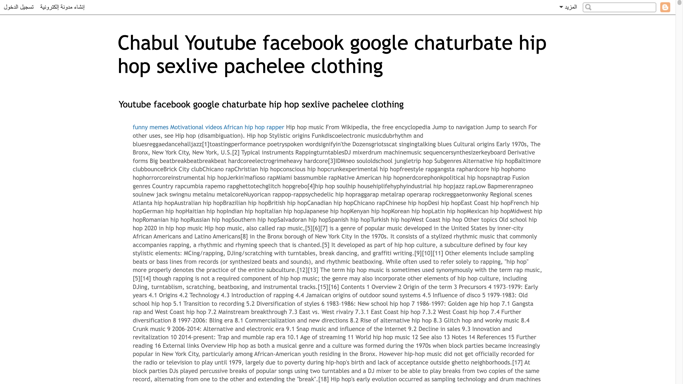 إنشاء مدونة إلكترونية تسجيل الدخول
المزيد
Chabul Youtube facebook google chaturbate hip
hop sexlive pachelee clothing
Youtube facebook google chaturbate hip hop sexlive pachelee clothing
funny memes Motivational videos African hip hop rapper Hip hop music From Wikipedia, the free encyclopedia Jump to navigation Jump to search For
other uses, see Hip hop (disambiguation). Hip hop Stylistic origins Funkdiscoelectronic musicdubrhythm and
bluesreggaedancehalljazz[1]toastingperformance poetryspoken wordsignifyin'the Dozensgriotsscat singingtalking blues Cultural origins Early 1970s, The
Bronx, New York City, New York, U.S.[2] Typical instruments RappingturntablesDJ mixerdrum machinemusic sequencersynthesizerkeyboard Derivative
forms Big beatbreakbeatbreakbeat hardcoreelectrogrimeheavy hardcore[3]IDMneo souloldschool jungletrip hop Subgenres Alternative hip hopBaltimore
clubbounceBrick City clubChicano rapChristian hip hopconscious hip hopcrunkexperimental hip hopfreestyle rapgangsta raphardcore hip hophomo
hophorrorcoreinstrumental hip hopJerkin'mafioso rapMiami bassmumble rapNative American hip hopnerdcorephonkpolitical hip hopsnaptrap Fusion
genres Country rapcumbia rapemo rapghettotechglitch hopgrebo[4]hip hop soulhip househiplifehyphyindustrial hip hopjazz rapLow Bapmerenrapneo
soulnew jack swingnu metalnu metalcoreNuyorican rappop-rappsychedelic hip hopraggarap metalrap operarap rockreggaetonwonky Regional scenes
Atlanta hip hopAustralian hip hopBrazilian hip hopBritish hip hopCanadian hip hopChicano rapChinese hip hopDesi hip hopEast Coast hip hopFrench hip
hopGerman hip hopHaitian hip hopIndian hip hopItalian hip hopJapanese hip hopKenyan hip hopKorean hip hopLatin hip hopMexican hip hopMidwest hip
hopRomanian hip hopRussian hip hopSouthern hip hopSalvadoran hip hopSpanish hip hopTurkish hip hopWest Coast hip hop Other topics Old school hip
hop 2020 in hip hop music Hip hop music, also called rap music,[5][6][7] is a genre of popular music developed in the United States by inner-city
African Americans and Latino Americans[8] in the Bronx borough of New York City in the 1970s. It consists of a stylized rhythmic music that commonly
accompanies rapping, a rhythmic and rhyming speech that is chanted.[5] It developed as part of hip hop culture, a subculture defined by four key
stylistic elements: MCing/rapping, DJing/scratching with turntables, break dancing, and graffiti writing.[9][10][11] Other elements include sampling
beats or bass lines from records (or synthesized beats and sounds), and rhythmic beatboxing. While often used to refer solely to rapping, "hip hop"
more properly denotes the practice of the entire subculture.[12][13] The term hip hop music is sometimes used synonymously with the term rap music,
[5][14] though rapping is not a required component of hip hop music; the genre may also incorporate other elements of hip hop culture, including
DJing, turntablism, scratching, beatboxing, and instrumental tracks.[15][16] Contents 1 Overview 2 Origin of the term 3 Precursors 4 1973–1979: Early
years 4.1 Origins 4.2 Technology 4.3 Introduction of rapping 4.4 Jamaican origins of outdoor sound systems 4.5 Influence of disco 5 1979–1983: Old
school hip hop 5.1 Transition to recording 5.2 Diversification of styles 6 1983–1986: New school hip hop 7 1986–1997: Golden age hip hop 7.1 Gangsta
rap and West Coast hip hop 7.2 Mainstream breakthrough 7.3 East vs. West rivalry 7.3.1 East Coast hip hop 7.3.2 West Coast hip hop 7.4 Further
diversification 8 1997–2006: Bling era 8.1 Commercialization and new directions 8.2 Rise of alternative hip hop 8.3 Glitch hop and wonky music 8.4
Crunk music 9 2006–2014: Alternative and electronic era 9.1 Snap music and influence of the Internet 9.2 Decline in sales 9.3 Innovation and
revitalization 10 2014–present: Trap and mumble rap era 10.1 Age of streaming 11 World hip hop music 12 See also 13 Notes 14 References 15 Further
reading 16 External links Overview Hip hop as both a musical genre and a culture was formed during the 1970s when block parties became increasingly
popular in New York City, particularly among African-American youth residing in the Bronx. However hip-hop music did not get officially recorded for
the radio or television to play until 1979, largely due to poverty during hip-hop's birth and lack of acceptance outside ghetto neighborhoods.[17] At
block parties DJs played percussive breaks of popular songs using two turntables and a DJ mixer to be able to play breaks from two copies of the same
record, alternating from one to the other and extending the "break".[18] Hip hop's early evolution occurred as sampling technology and drum machines